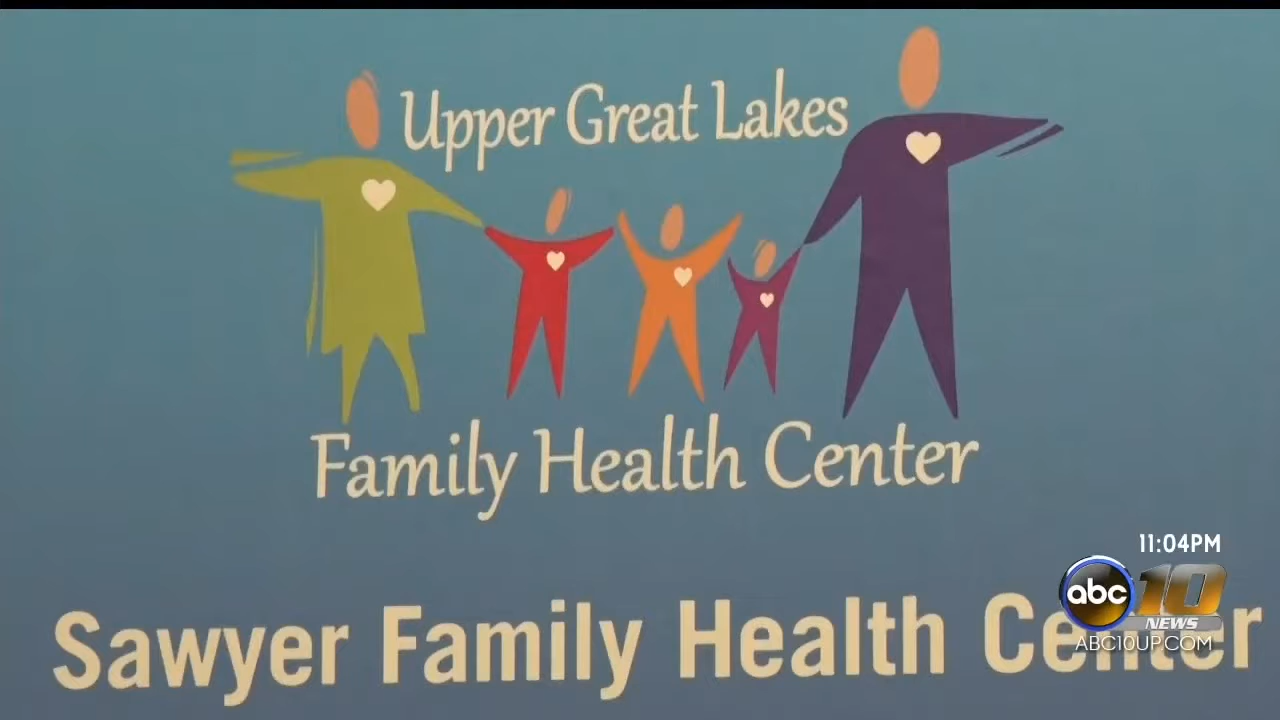 Upper Great Lakes
Family Health Center
Sawyer Family Health Center
11:04PM
abc 10
NEWS
ABC10UP.COM